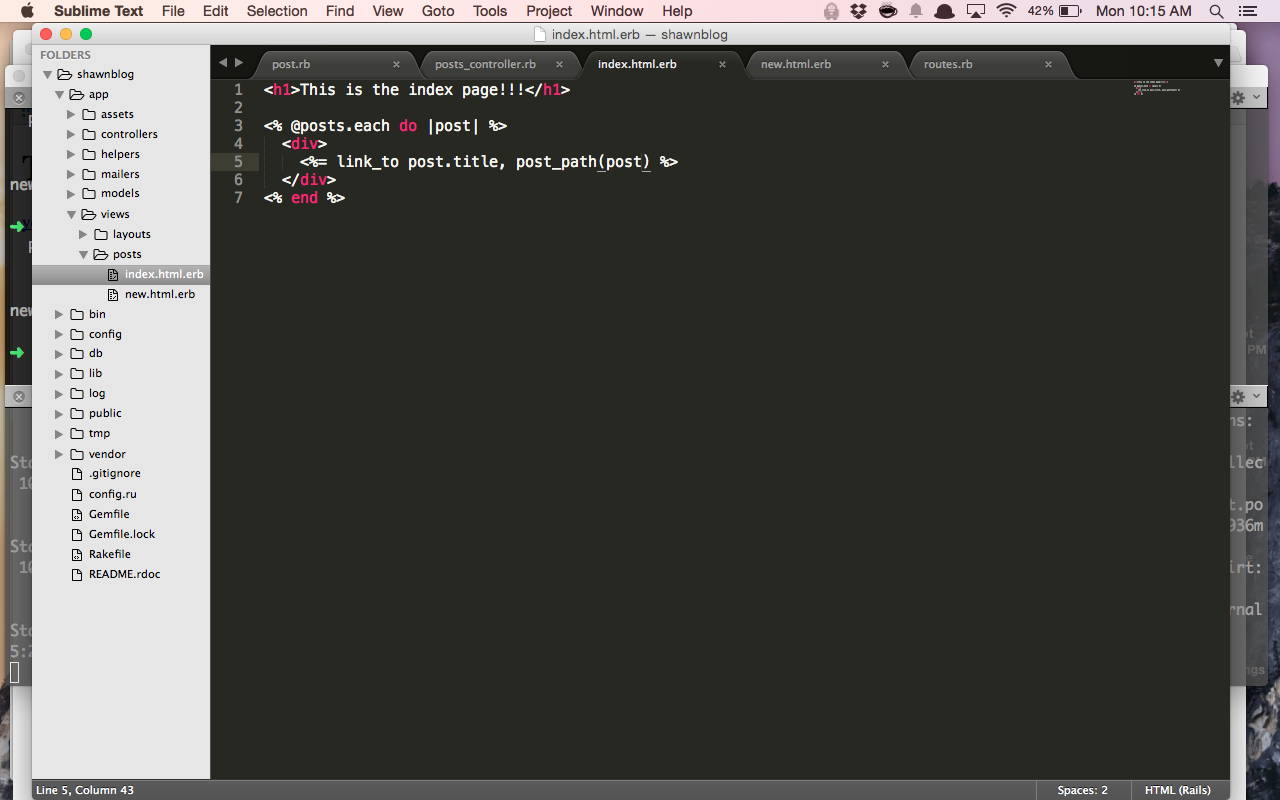 Sublime Text File Edit Selection Find View Goto Tools Project Window Help 42% Mon 10:15 AM
index.html.erb — shawnblog
FOLDERS
shawnblog
app
assets
controllers
helpers
mailers
models
views
layouts
posts
index.html.erb
new.html.erb
bin
config
db
lib
log
public
tmp
vendor
.gitignore
config.ru
Gemfile
Gemfile.lock
Rakefile
README.rdoc
post.rb posts_controller.rb index.html.erb new.html.erb routes.rb
1 <h1>This is the index page!!!</h1>
2
3 <% @posts.each do |post| %>
4 <div>
5 <%= link_to post.title, post_path(post) %>
6 </div>
7 <% end %>
PM
Line 5, Column 43 Spaces: 2 HTML (Rails)